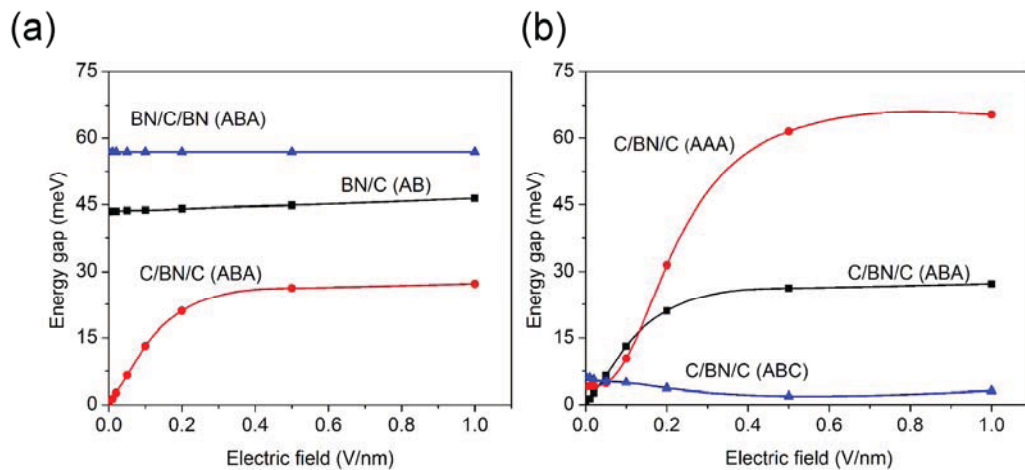 (a)
75
60
45
30
15
0
Energy gap (meV)
BN/C/BN (ABA)
BN/C (AB)
C/BN/C (ABA)
0.0 0.2 0.4 0.6 0.8 1.0
Electric field (V/nm)
(b)
75
60
45
30
15
0
Energy gap (meV)
C/BN/C (AAA)
C/BN/C (ABA)
C/BN/C (ABC)
0.0 0.2 0.4 0.6 0.8 1.0
Electric field (V/nm)